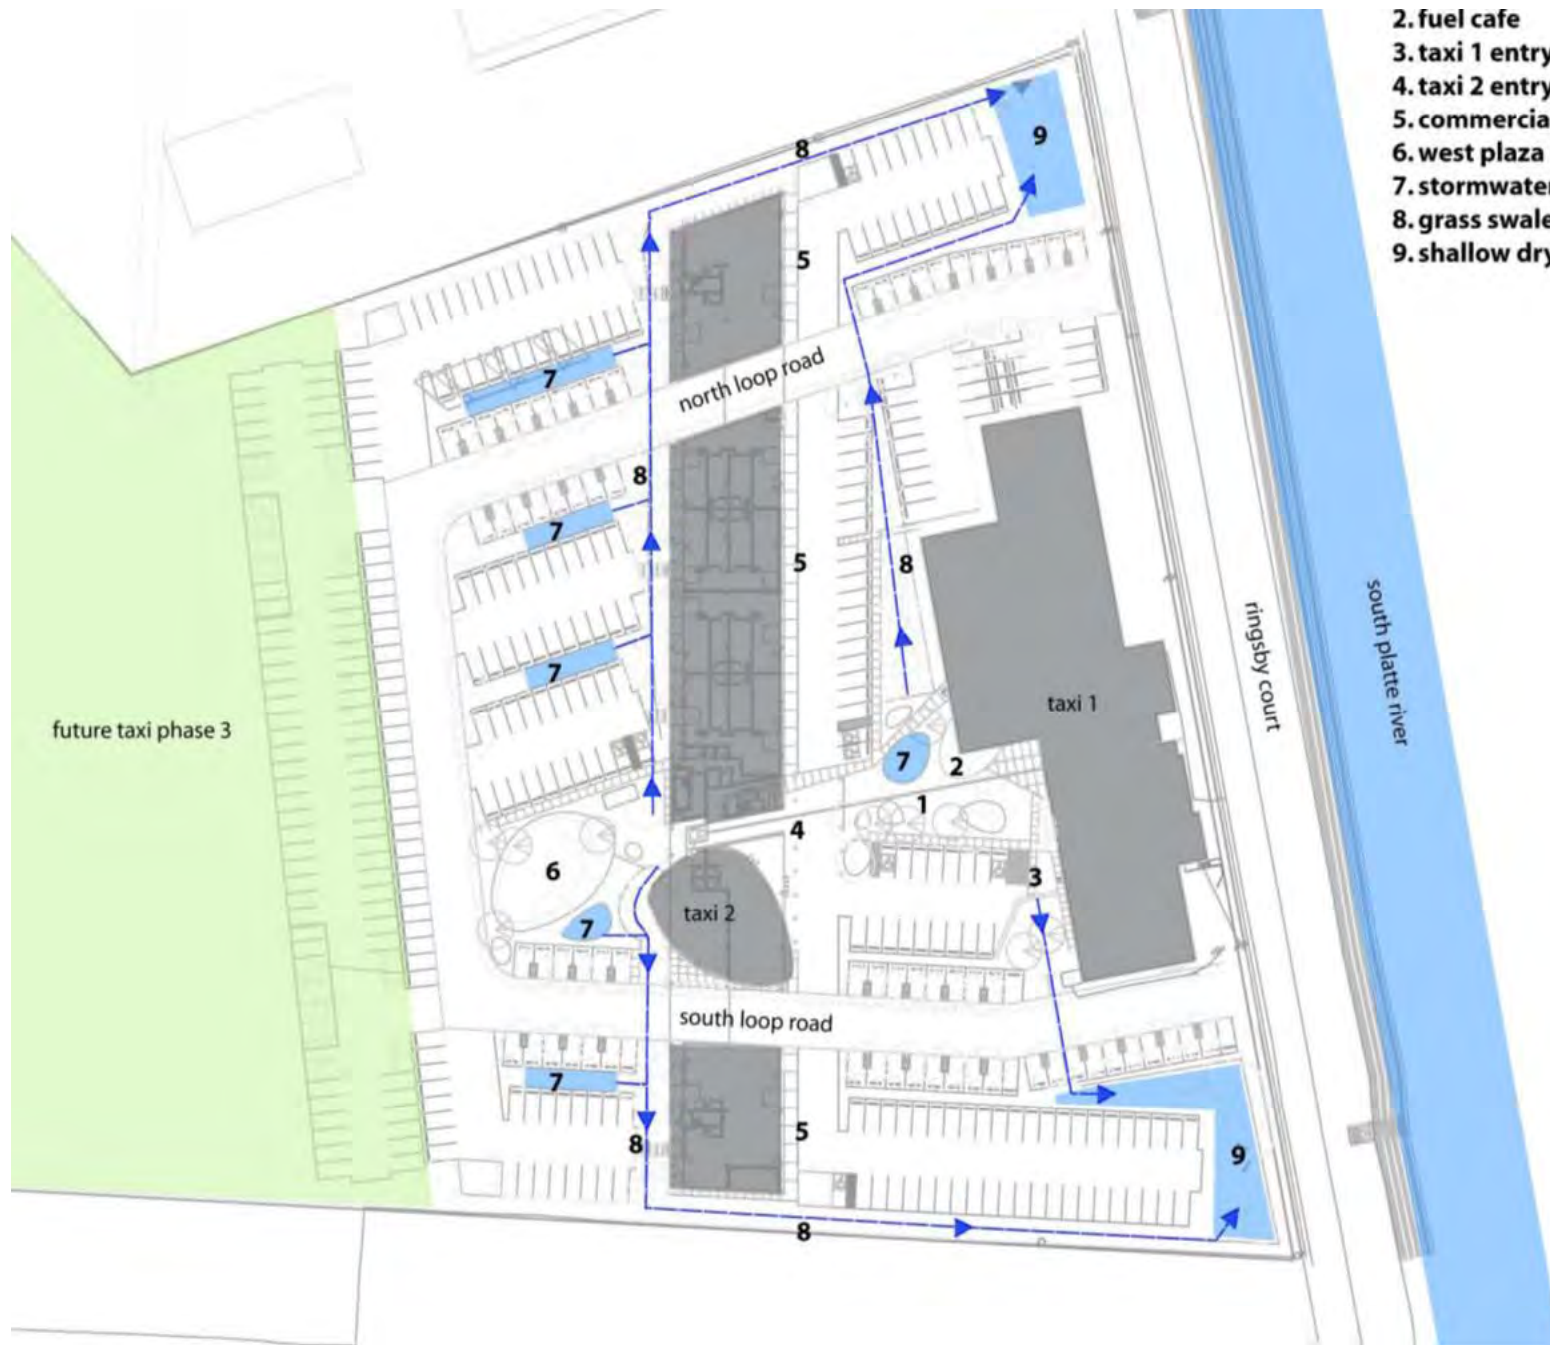 2. fuel cafe
3. taxi 1 entry
4. taxi 2 entry
5. commercia
6. west plaza
7. stormwater
8. grass swale
9. shallow dry
9
8
5
north loop road
7
8
7
5
8
7
ringsby court
south platte river
taxi 1
future taxi phase 3
7
2
1
4
6
3
taxi 2
7
south loop road
7
5
8
9
8